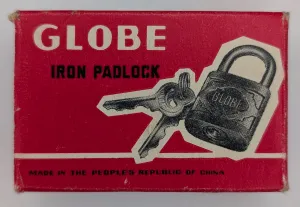 GLOBE
IRON PADLOCK
GLOBE
MADE IN THE PEOPLE'S REPUBLIC OF CHINA